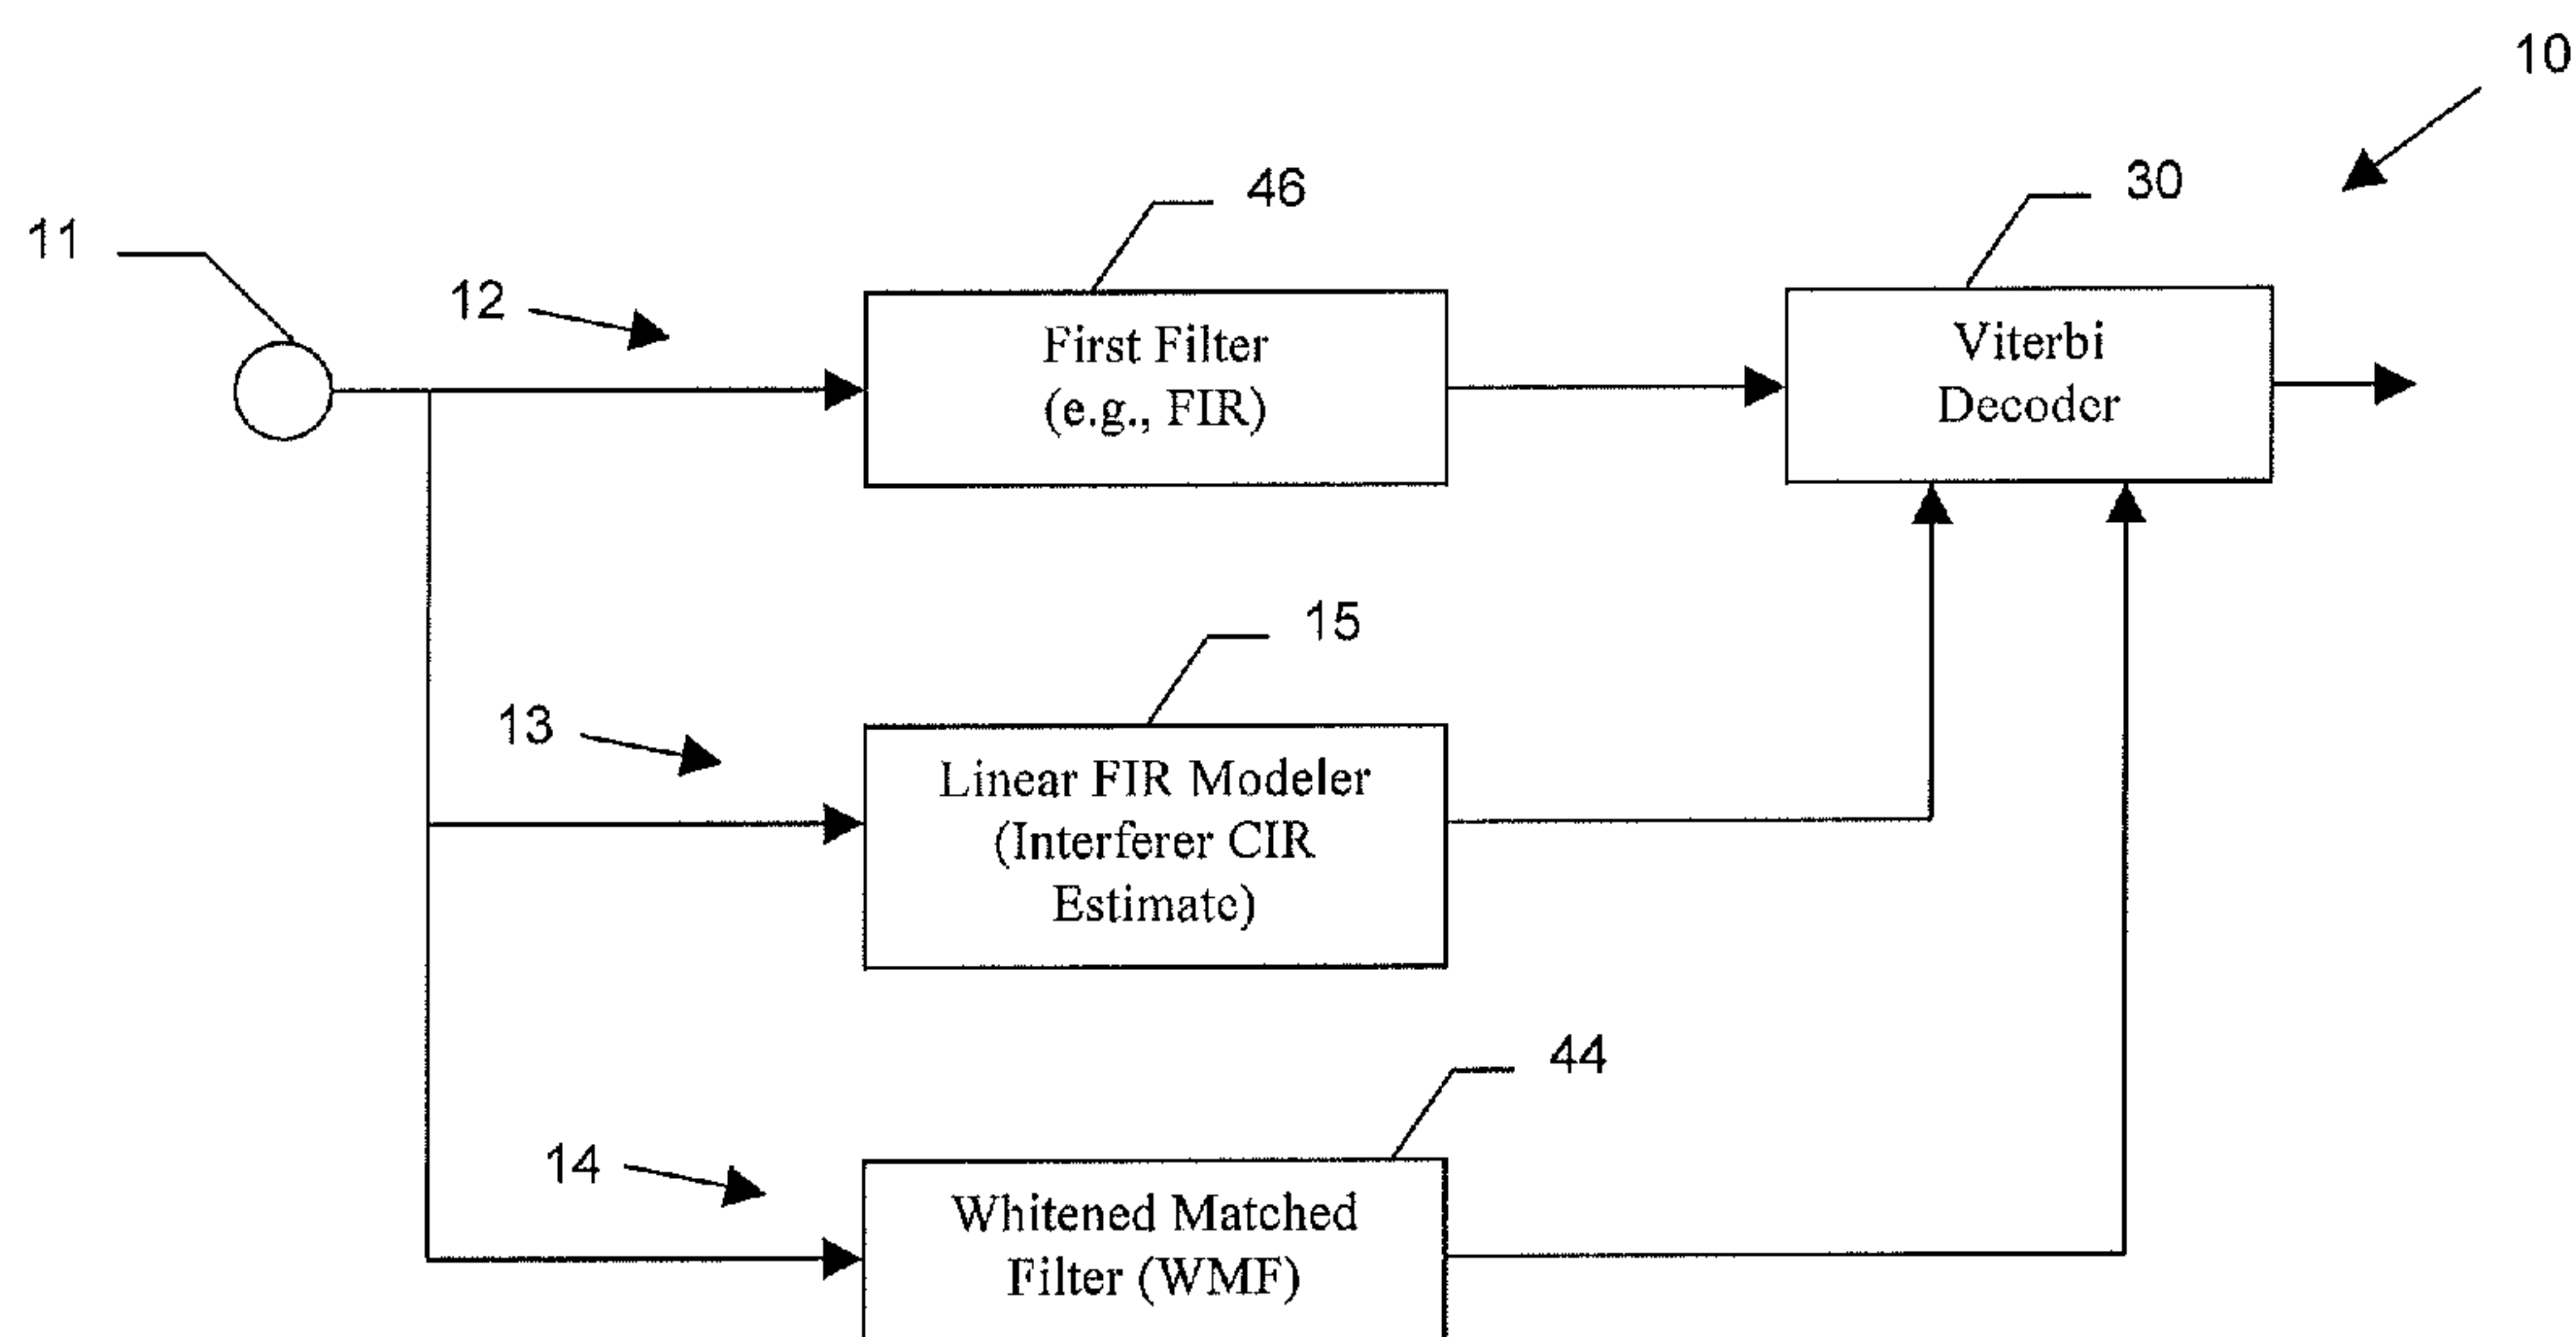 10
46
30
11
12
First Filter
(e.g., FIR)
Viterbi
Decoder
15
13
Linear FIR Modeler
(Interferer CIR
Estimate)
44
14
Whitened Matched
Filter (WMF)